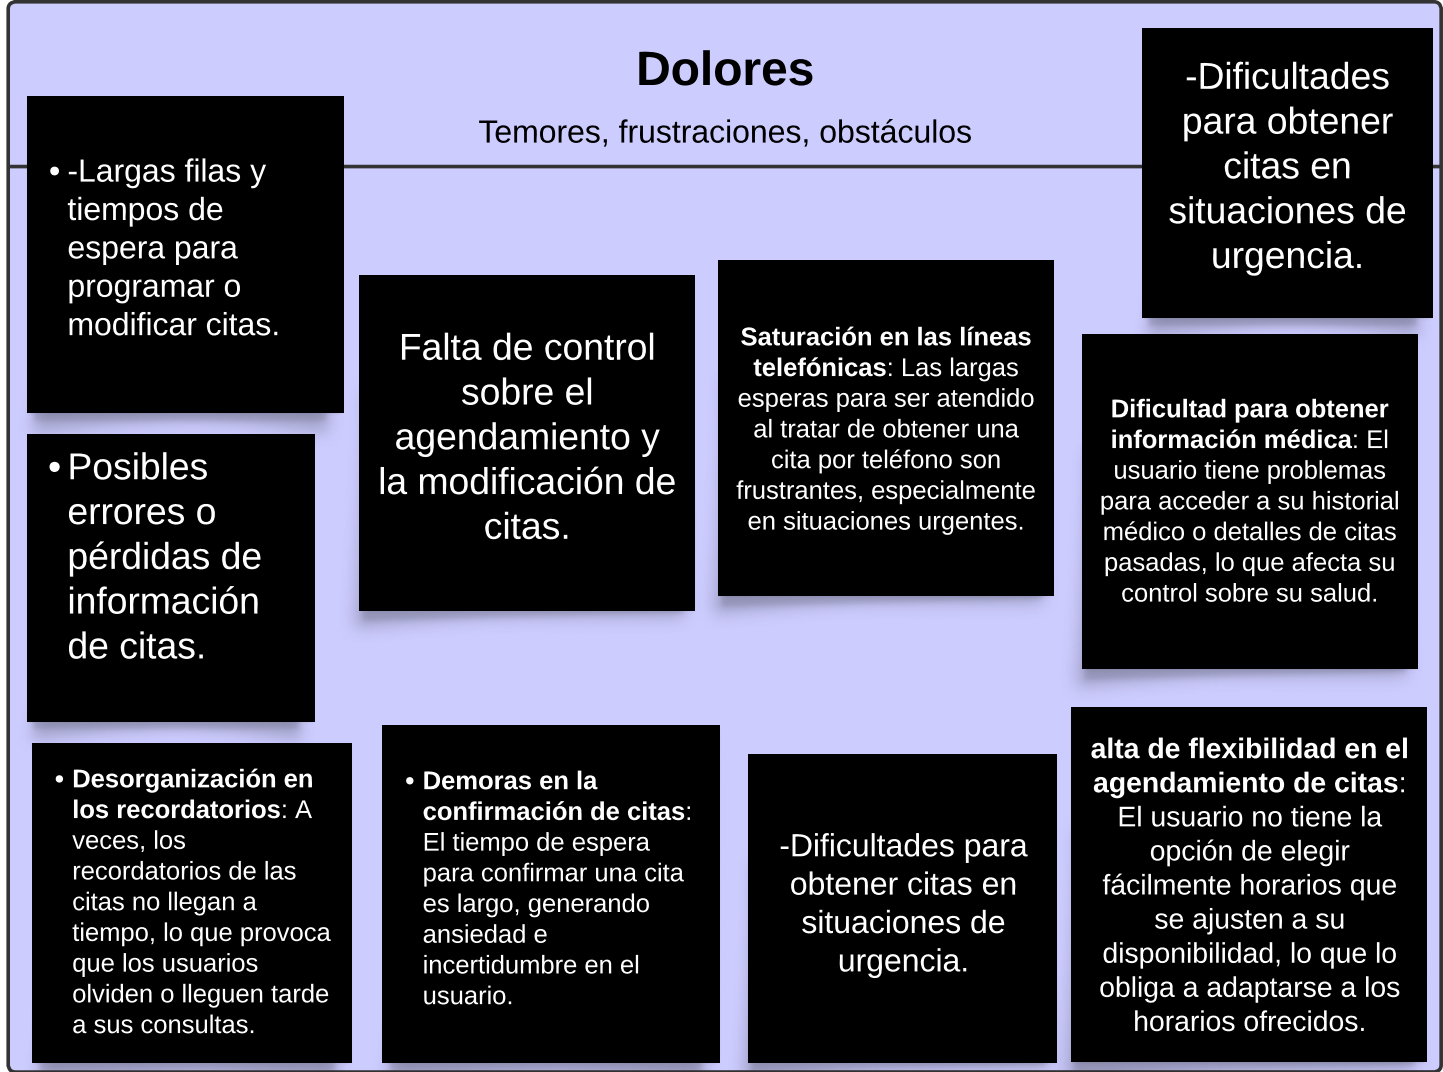 Dolores
Temores, frustraciones, obstáculos
-Dificultades
para obtener
citas en
situaciones de
urgencia.
• -Largas filas y
tiempos de
espera para
programar o
modificar citas.
Falta de control
sobre el
agendamiento y
la modificación de
citas.
Saturación en las líneas
telefónicas: Las largas
esperas para ser atendido
al tratar de obtener una
cita por teléfono son
frustrantes, especialmente
en situaciones urgentes.
Dificultad para obtener
información médica: El
usuario tiene problemas
para acceder a su historial
médico o detalles de citas
pasadas, lo que afecta su
control sobre su salud.
• Posibles
errores o
pérdidas de
información
de citas.
• Desorganización en
los recordatorios: A
veces, los
recordatorios de las
citas no llegan a
tiempo, lo que provoca
que los usuarios
olviden o lleguen tarde
a sus consultas.
• Demoras en la
confirmación de citas:
El tiempo de espera
para confirmar una cita
es largo, generando
ansiedad e
incertidumbre en el
usuario.
-Dificultades para
obtener citas en
situaciones de
urgencia.
alta de flexibilidad en el
agendamiento de citas:
El usuario no tiene la
opción de elegir
fácilmente horarios que
se ajusten a su
disponibilidad, lo que lo
obliga a adaptarse a los
horarios ofrecidos.